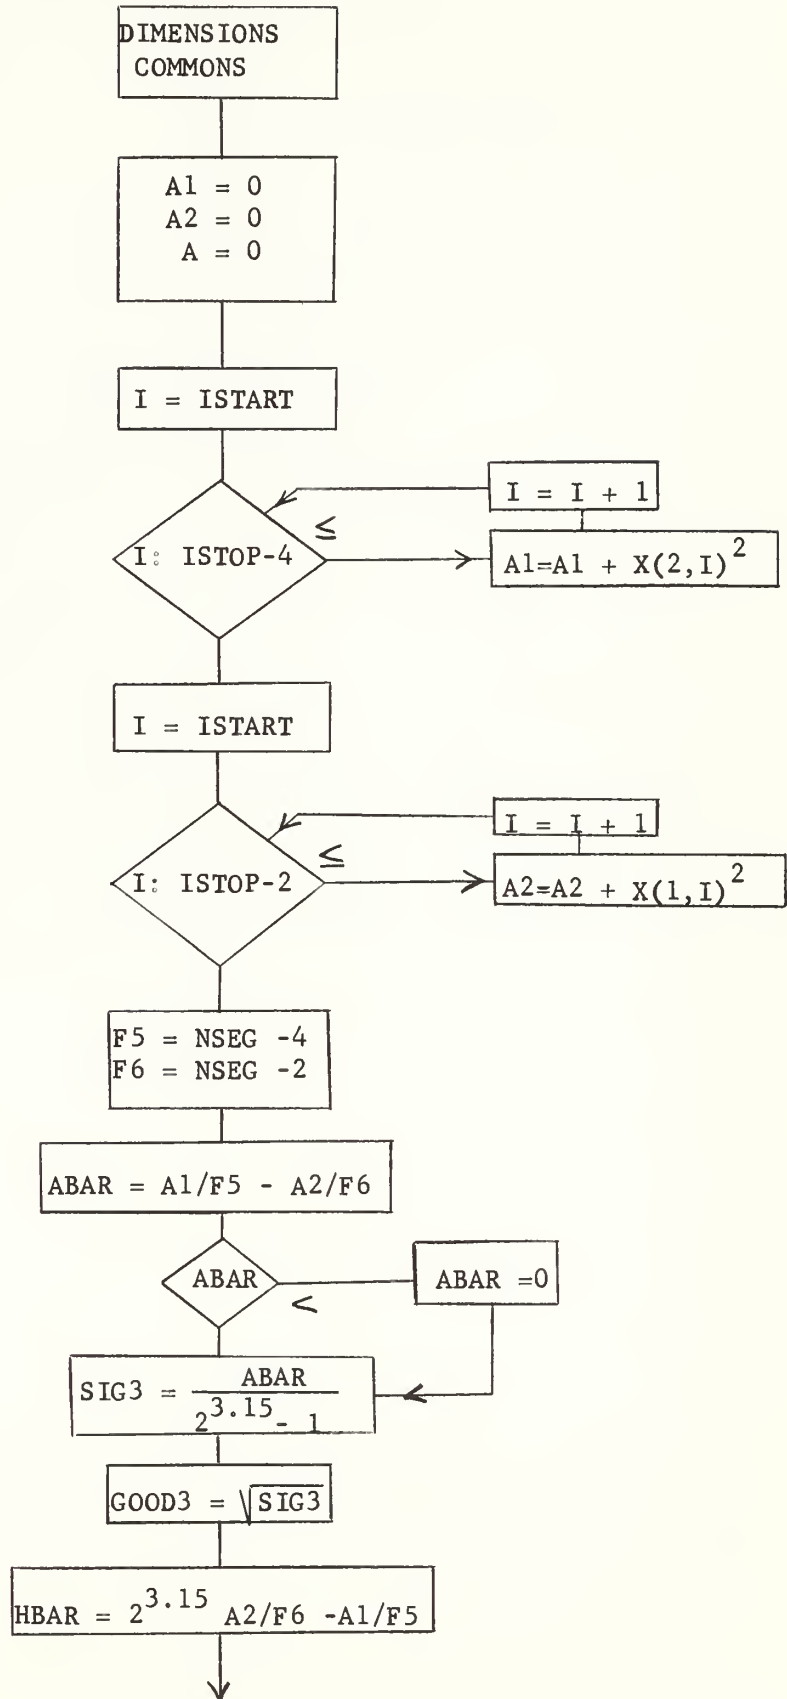 DIMENSIONS
COMMONS
A1 = 0
A2 = 0
A = 0
I = ISTART
I = I + 1
≤
I: ISTOP-4
A1=A1 + X(2,I)²
I = ISTART
I = I + 1
≤
I: ISTOP-2
A2=A2 + X(1,I)²
F5 = NSEG -4
F6 = NSEG -2
ABAR = A1/F5 - A2/F6
ABAR
<
ABAR =0
SIG3 = ABAR / 2^3.15 - 1
GOOD3 = √SIG3
HBAR = 2^3.15 A2/F6 -A1/F5